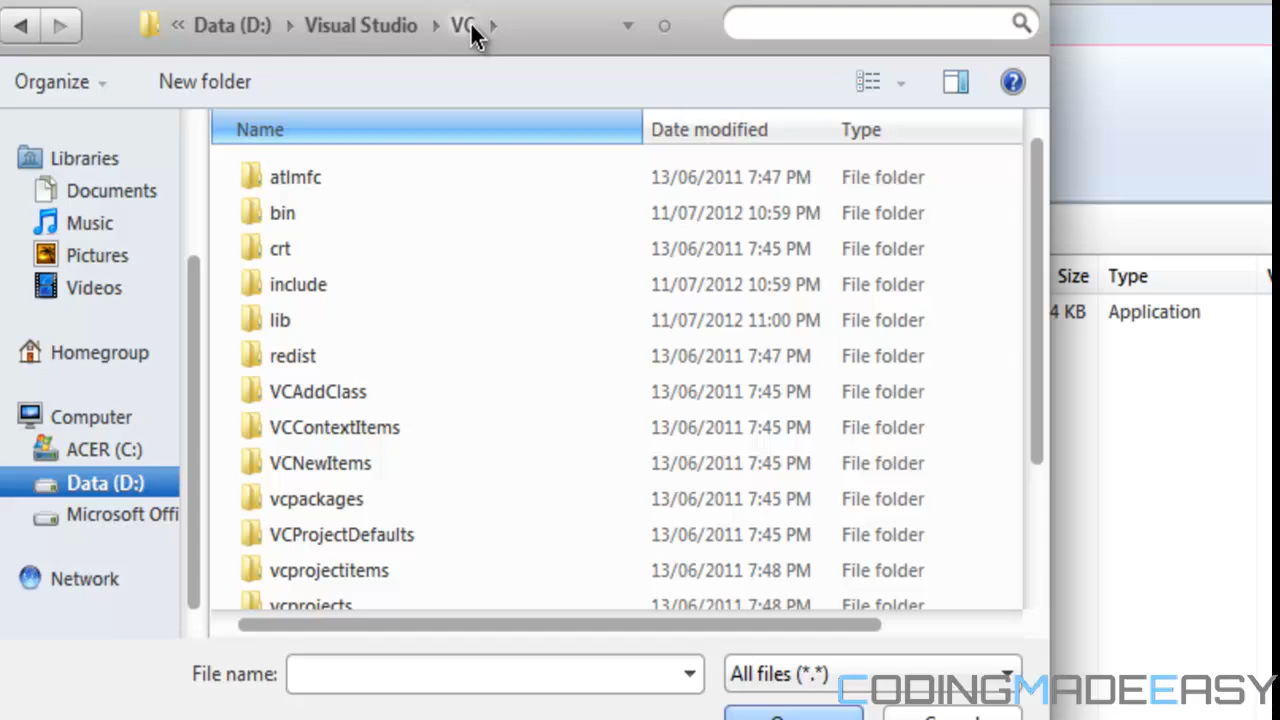 « Data (D:) Visual Studio VC
Organize New folder
Name Date modified Type
Libraries
Documents
Music
Pictures
Videos
Homegroup
Computer
ACER (C:)
Data (D:)
Microsoft Offi
Network
atlmfc 13/06/2011 7:47 PM File folder
bin 11/07/2012 10:59 PM File folder
crt 13/06/2011 7:45 PM File folder
include 11/07/2012 10:59 PM File folder
lib 11/07/2012 11:00 PM File folder
redist 13/06/2011 7:47 PM File folder
VCAddClass 13/06/2011 7:45 PM File folder
VCContextItems 13/06/2011 7:45 PM File folder
VCNewItems 13/06/2011 7:45 PM File folder
vcpackages 13/06/2011 7:45 PM File folder
VCProjectDefaults 13/06/2011 7:45 PM File folder
vcprojectitems 13/06/2011 7:48 PM File folder
vcprojects 13/06/2011 7:48 PM File folder
Size Type
4 KB Application
File name: All files (*.*)
CODINGMADEEASY